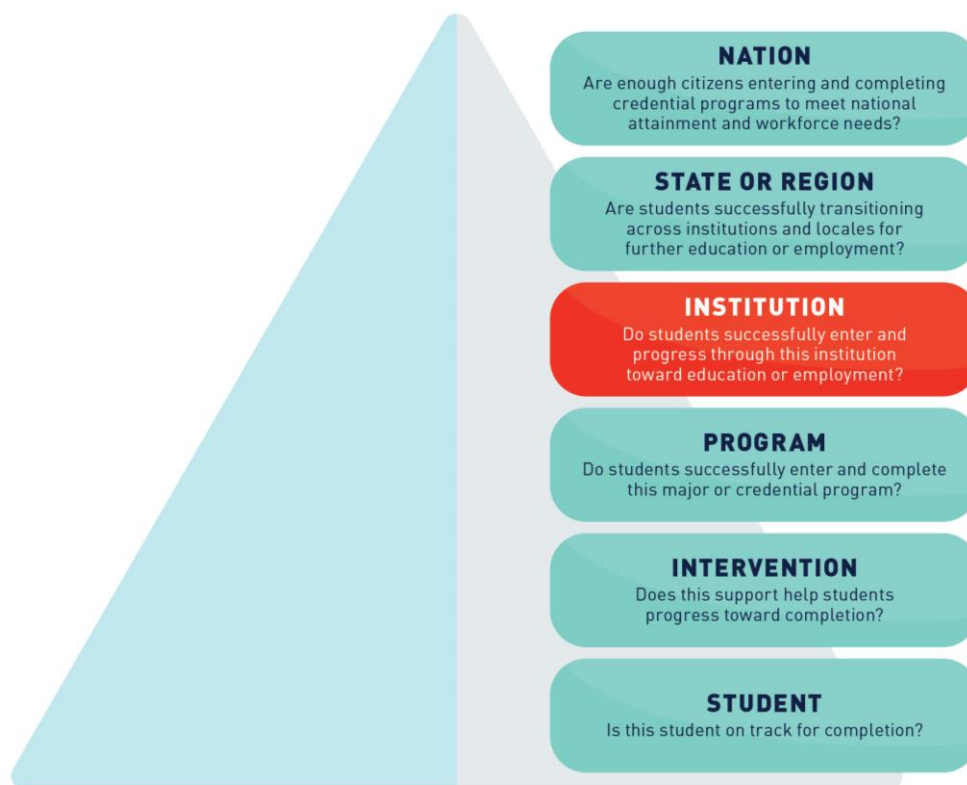 NATION
Are enough citizens entering and completing
credential programs to meet national
attainment and workforce needs?
STATE OR REGION
Are students successfully transitioning
across institutions and locales for
further education or employment?
INSTITUTION
Do students successfully enter and
progress through this institution
toward education or employment?
PROGRAM
Do students successfully enter and complete
this major or credential program?
INTERVENTION
Does this support help students
progress toward completion?
STUDENT
Is this student on track for completion?